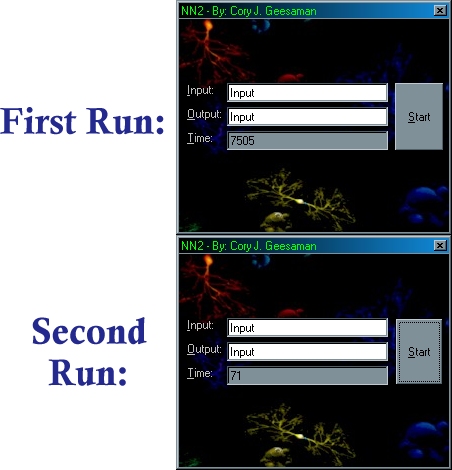 NN2 - By: Cory J. Geesaman
First Run:
Input: Input
Output: Input
Time: 7505
Start
NN2 - By: Cory J. Geesaman
Second
Run:
Input: Input
Output: Input
Time: 71
Start